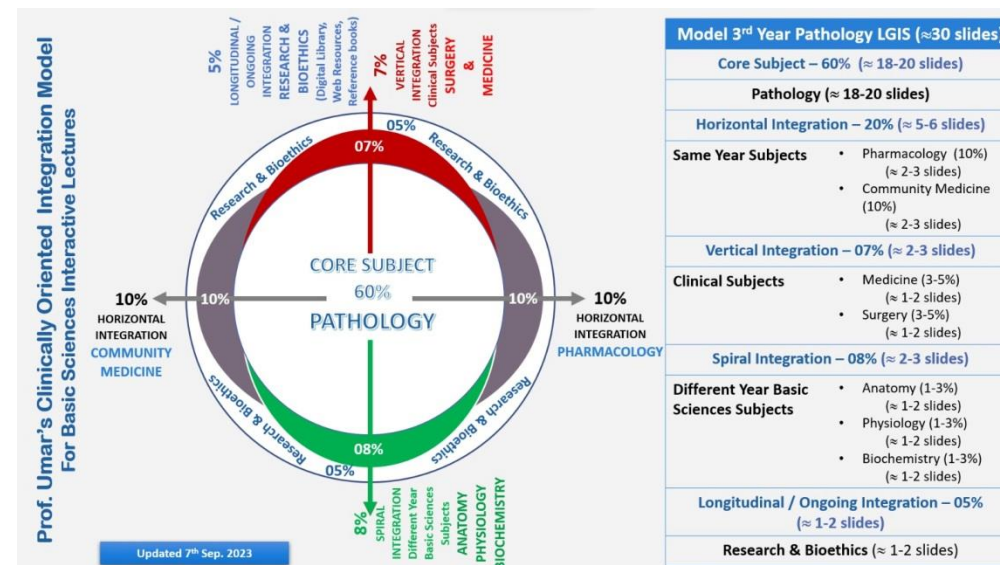 Prof. Umar's Clinically Oriented Integration Model
For Basic Sciences Interactive Lectures
5%
LONGITUDINAL /
ONGOING
INTEGRATION
RESEARCH &
BIOETHICS
(Digital Library,
Web Resources,
Reference books)
7%
VERTICAL
INTEGRATION
Clinical Subjects
SURGERY
&
MEDICINE
05%
Research & Bioethics
Research & Bioethics
07%
CORE SUBJECT
60%
PATHOLOGY
10%
10%
HORIZONTAL
INTEGRATION
COMMUNITY
MEDICINE
10%
10%
HORIZONTAL
INTEGRATION
PHARMACOLOGY
Research & Bioethics
Research & Bioethics
08%
05%
8%
SPIRAL
INTEGRATION
Different Year
Basic Sciences
Subjects
ANATOMY
PHYSIOLOGY
BIOCHEMISTRY
Updated 7th Sep. 2023
Model 3rd Year Pathology LGIS (≈30 slides)
Core Subject – 60% (≈ 18-20 slides)
Pathology (≈ 18-20 slides)
Horizontal Integration – 20% (≈ 5-6 slides)
Same Year Subjects
• Pharmacology (10%)
(≈ 2-3 slides)
• Community Medicine
(10%)
(≈ 2-3 slides)
Vertical Integration – 07% (≈ 2-3 slides)
Clinical Subjects
• Medicine (3-5%)
(≈ 1-2 slides)
• Surgery (3-5%)
(≈ 1-2 slides)
Spiral Integration – 08% (≈ 2-3 slides)
Different Year Basic
Sciences Subjects
• Anatomy (1-3%)
(≈ 1-2 slides)
• Physiology (1-3%)
(≈ 1-2 slides)
• Biochemistry (1-3%)
(≈ 1-2 slides)
Longitudinal / Ongoing Integration – 05%
(≈ 1-2 slides)
Research & Bioethics (≈ 1-2 slides)